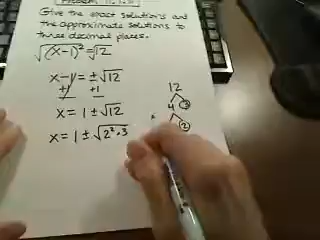 Give the exact solutions and
the approximate solutions to
three decimal places.
√(x-1)² = √12
x-1 = ±√12
+1 +1
x = 1 ± √12
x = 1 ± √2²·3
12
4 3
2